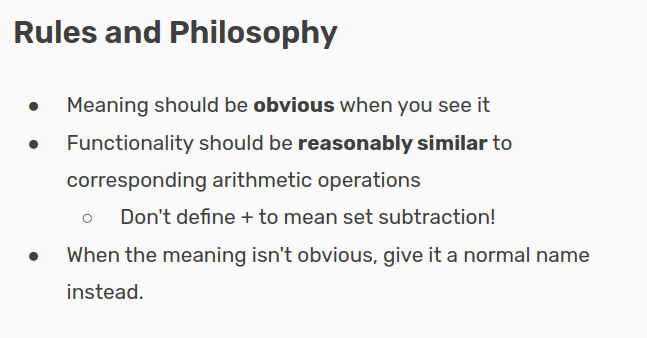 Rules and Philosophy
● Meaning should be obvious when you see it
● Functionality should be reasonably similar to
corresponding arithmetic operations
○ Don't define + to mean set subtraction!
● When the meaning isn't obvious, give it a normal name
instead.